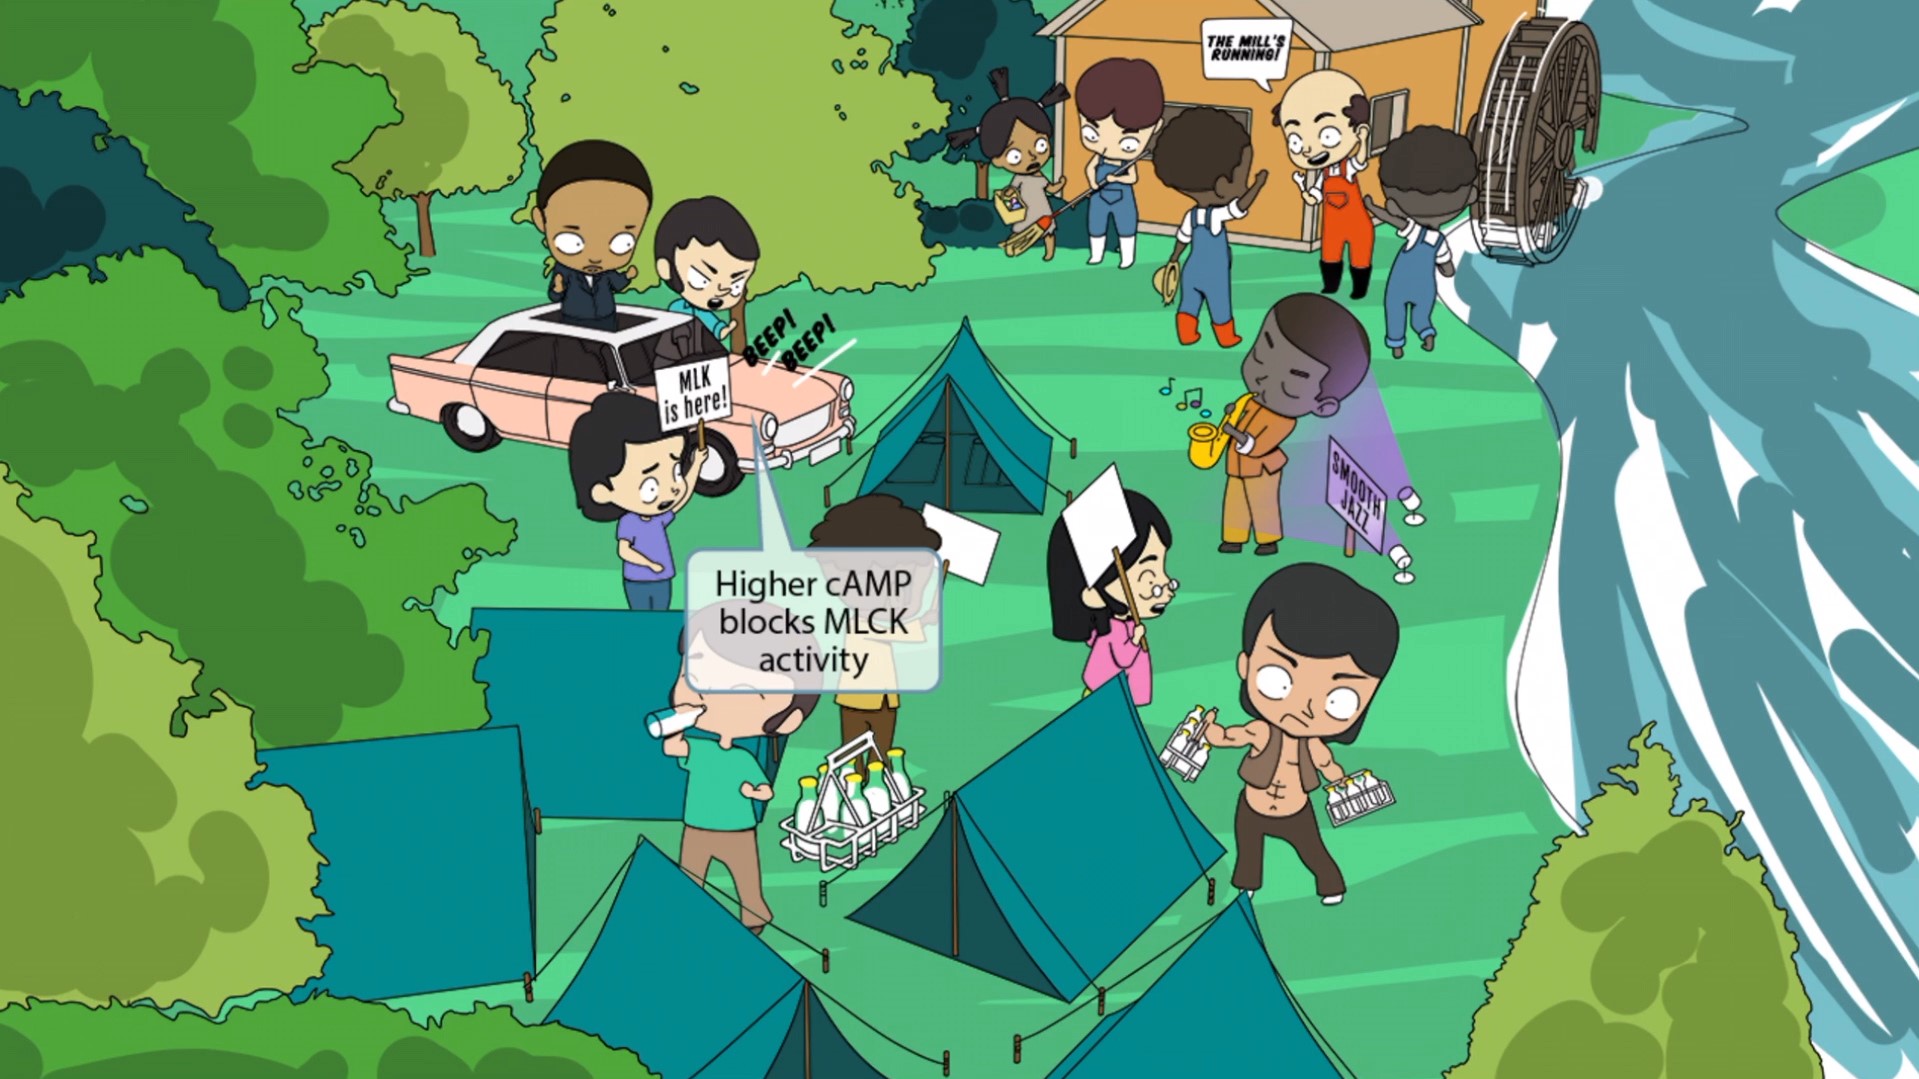 THE MILL'S
RUNNING!
BEEP!
BEEP!
MLK
is here!
SMOOTH
JAZZ
Higher cAMP
blocks MLCK
activity